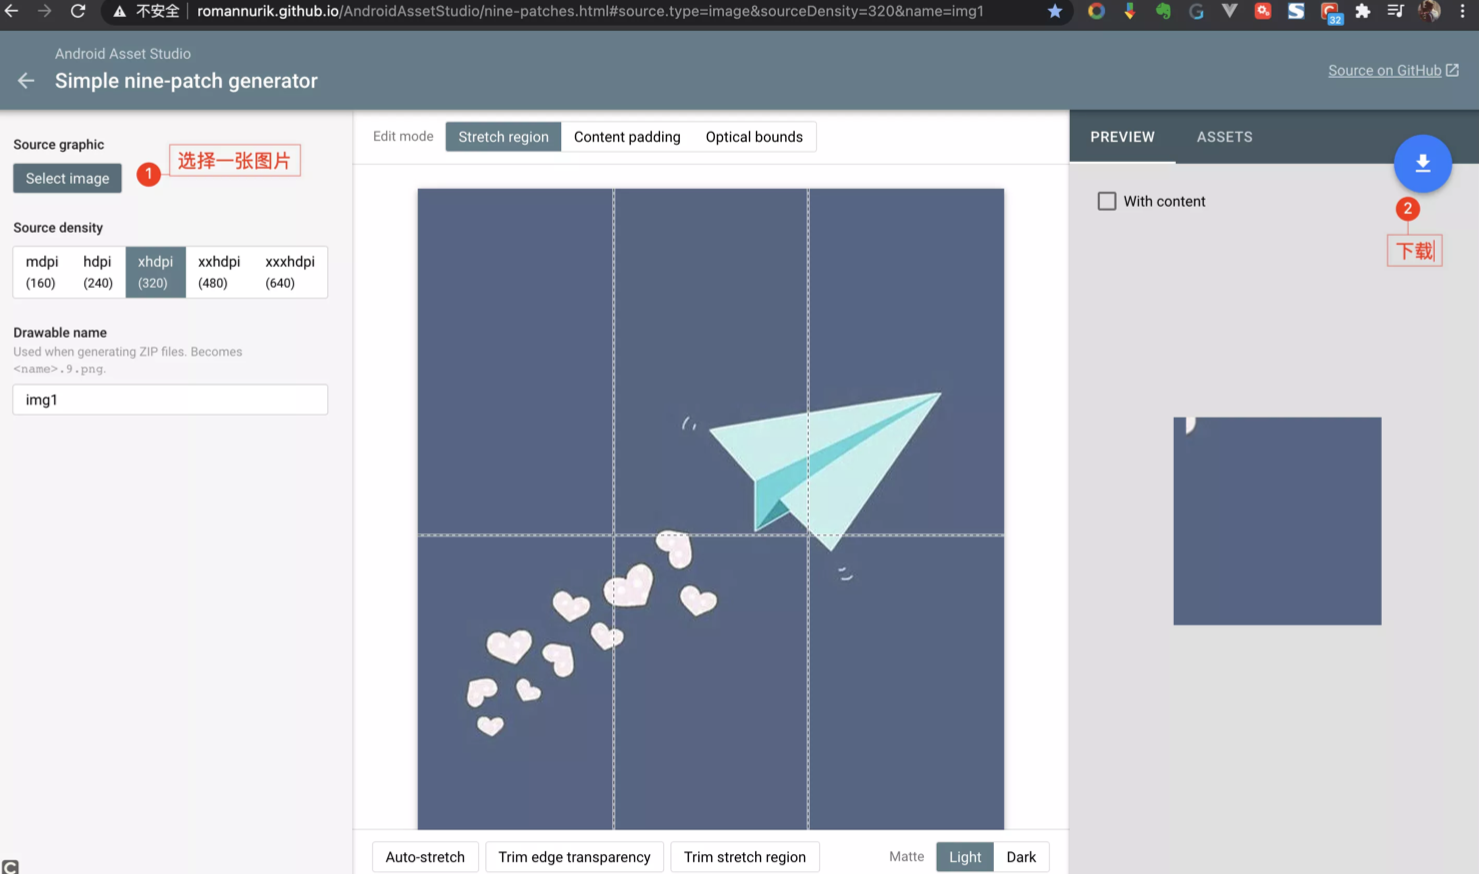 不安全 romannurik.github.io/AndroidAssetStudio/nine-patches.html#source.type=image&sourceDensity=320&name=img1
32
Android Asset Studio
Simple nine-patch generator
Source on GitHub
Source graphic
Select image
1
选择一张图片
Source density
mdpi
(160)
hdpi
(240)
xhdpi
(320)
xxhdpi
(480)
xxxhdpi
(640)
Drawable name
Used when generating ZIP files. Becomes
<name>.9.png.
img1
Edit mode
Stretch region
Content padding
Optical bounds
PREVIEW
ASSETS
With content
2
下载
Auto-stretch
Trim edge transparency
Trim stretch region
Matte
Light
Dark